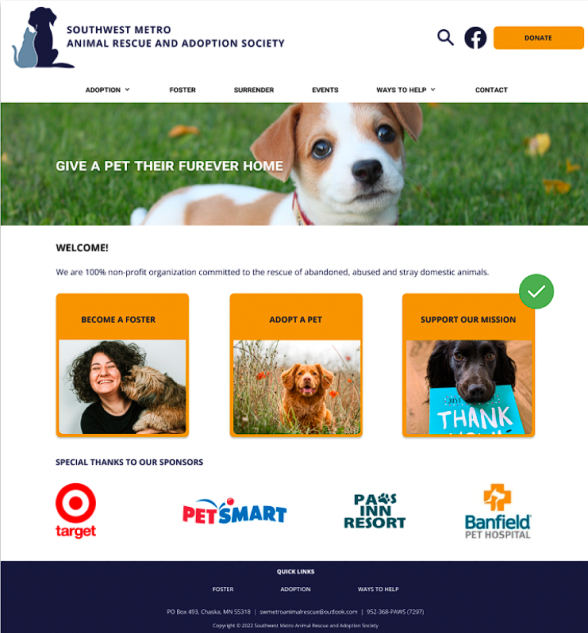 SOUTHWEST METRO
ANIMAL RESCUE AND ADOPTION SOCIETY
DONATE
ADOPTION FOSTER SURRENDER EVENTS WAYS TO HELP CONTACT
GIVE A PET THEIR FUREVER HOME
WELCOME!
We are 100% non-profit organization committed to the rescue of abandoned, abused and stray domestic animals.
BECOME A FOSTER ADOPT A PET SUPPORT OUR MISSION
THANK
SPECIAL THANKS TO OUR SPONSORS
target
PETSMART
PAWS
INN
RESORT
Banfield
PET HOSPITAL
QUICK LINKS
FOSTER ADOPTION WAYS TO HELP
PO Box 493, Chaska, MN 55318 | swmetroanimalrescue@outlook.com | 952-368-PAWS (7297)
Copyright © 2022 Southwest Metro Animal Rescue and Adoption Society